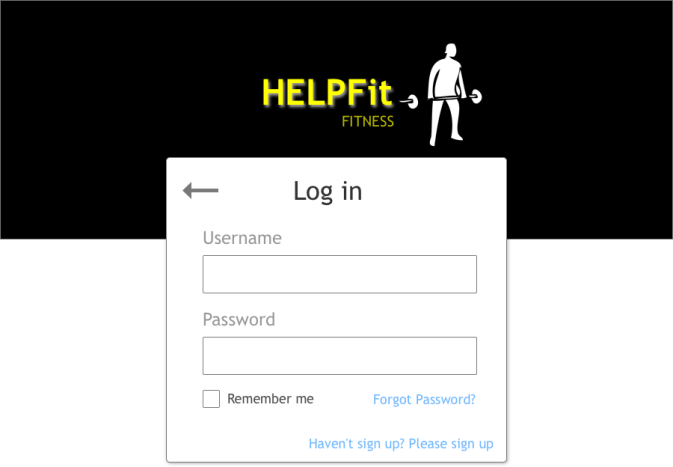 HELPFit
FITNESS
Log in
Username
Password
Remember me
Forgot Password?
Haven't sign up? Please sign up